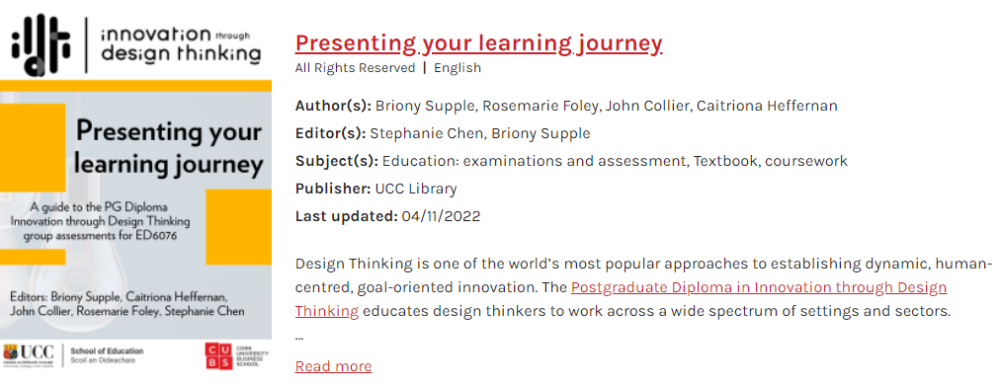 idt
innovation through
design thinking
Presenting your
learning journey
A guide to the PG Diploma
Innovation through Design Thinking
group assessments for ED6076
Editors: Briony Supple, Caitriona Heffernan,
John Collier, Rosemarie Foley, Stephanie Chen
UCC
School of Education
Scoil an Oideachais
CUBS
CORK
UNIVERSITY
BUSINESS
SCHOOL
Presenting your learning journey
All Rights Reserved | English
Author(s): Briony Supple, Rosemarie Foley, John Collier, Caitriona Heffernan
Editor(s): Stephanie Chen, Briony Supple
Subject(s): Education: examinations and assessment, Textbook, coursework
Publisher: UCC Library
Last updated: 04/11/2022
Design Thinking is one of the world’s most popular approaches to establishing dynamic, human-
centred, goal-oriented innovation. The Postgraduate Diploma in Innovation through Design
Thinking educates design thinkers to work across a wide spectrum of settings and sectors.
...
Read more